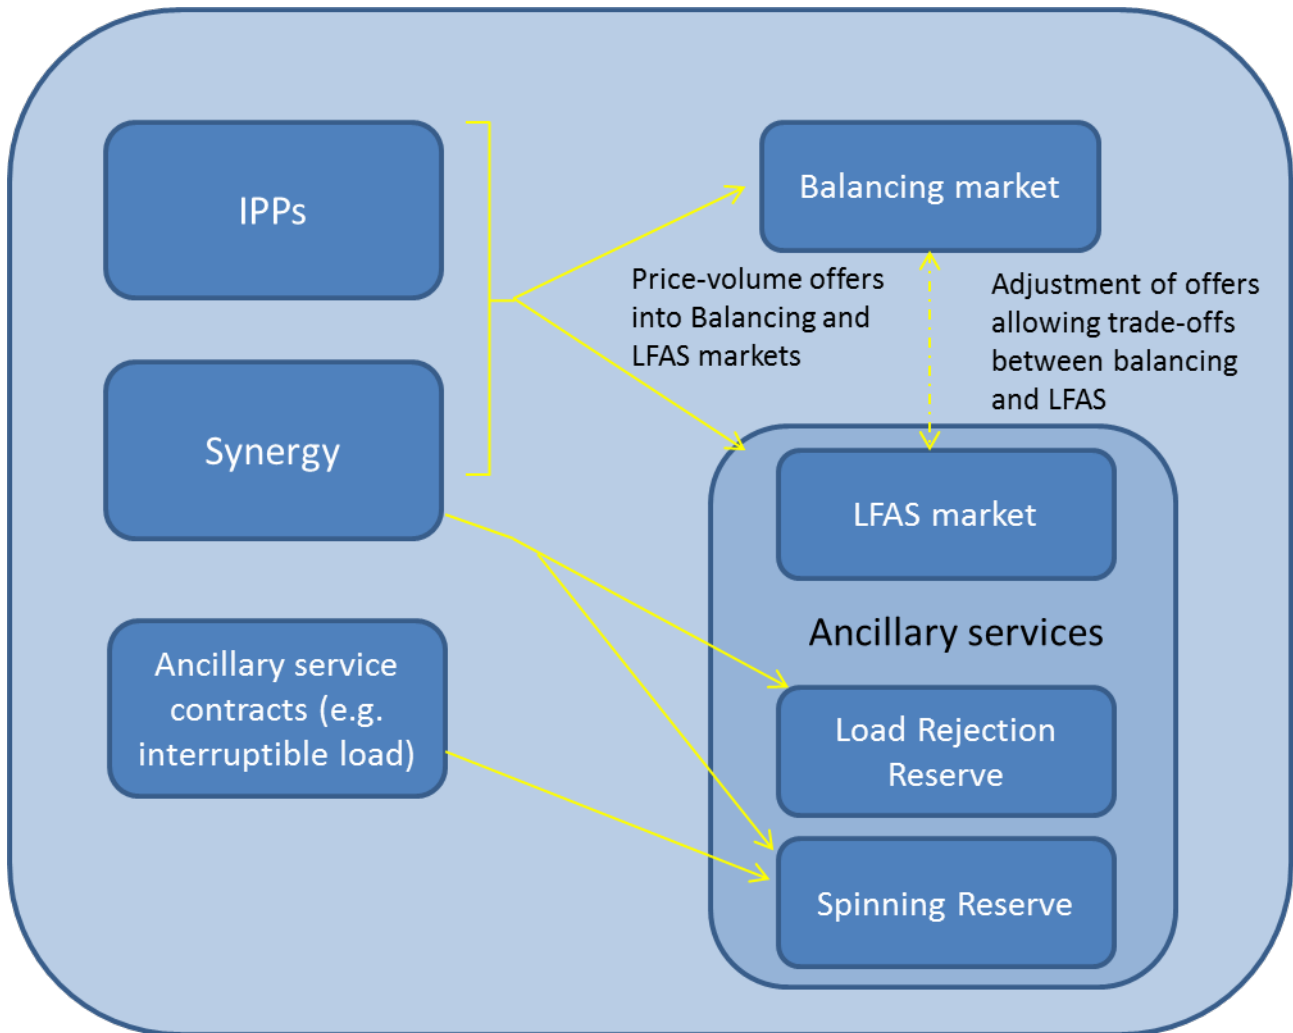 IPPs
Synergy
Ancillary service
contracts (e.g.
interruptible load)
Balancing market
Price-volume offers
into Balancing and
LFAS markets
Adjustment of offers
allowing trade-offs
between balancing
and LFAS
LFAS market
Ancillary services
Load Rejection
Reserve
Spinning Reserve